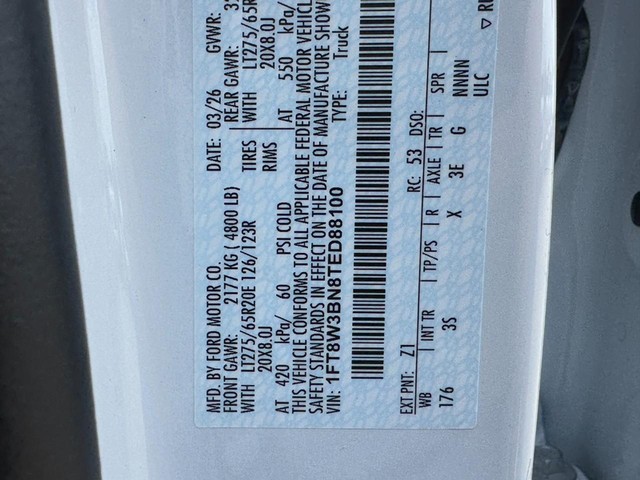 MFD. BY FORD MOTOR CO. DATE: 03/26 GVWR:
FRONT GAWR: 2177 KG ( 4800 LB) REAR GAWR:
WITH LT275/65R20E 126/123R TIRES WITH LT275/65R
20X8.0J RIMS 20X8.0J
AT 420 kPa/ 60 PSI COLD AT 550 kPa/
THIS VEHICLE CONFORMS TO ALL APPLICABLE FEDERAL MOTOR VEHICL
SAFETY STANDARDS IN EFFECT ON THE DATE OF MANUFACTURE SHOW
VIN: 1FT8W3BN8TED88100 TYPE: Truck
EXT PNT: Z1 RC: 53 DSO:
WB INT TR TP/PS R AXLE TR SPR
176 3S X 3E G NNNN
ULC